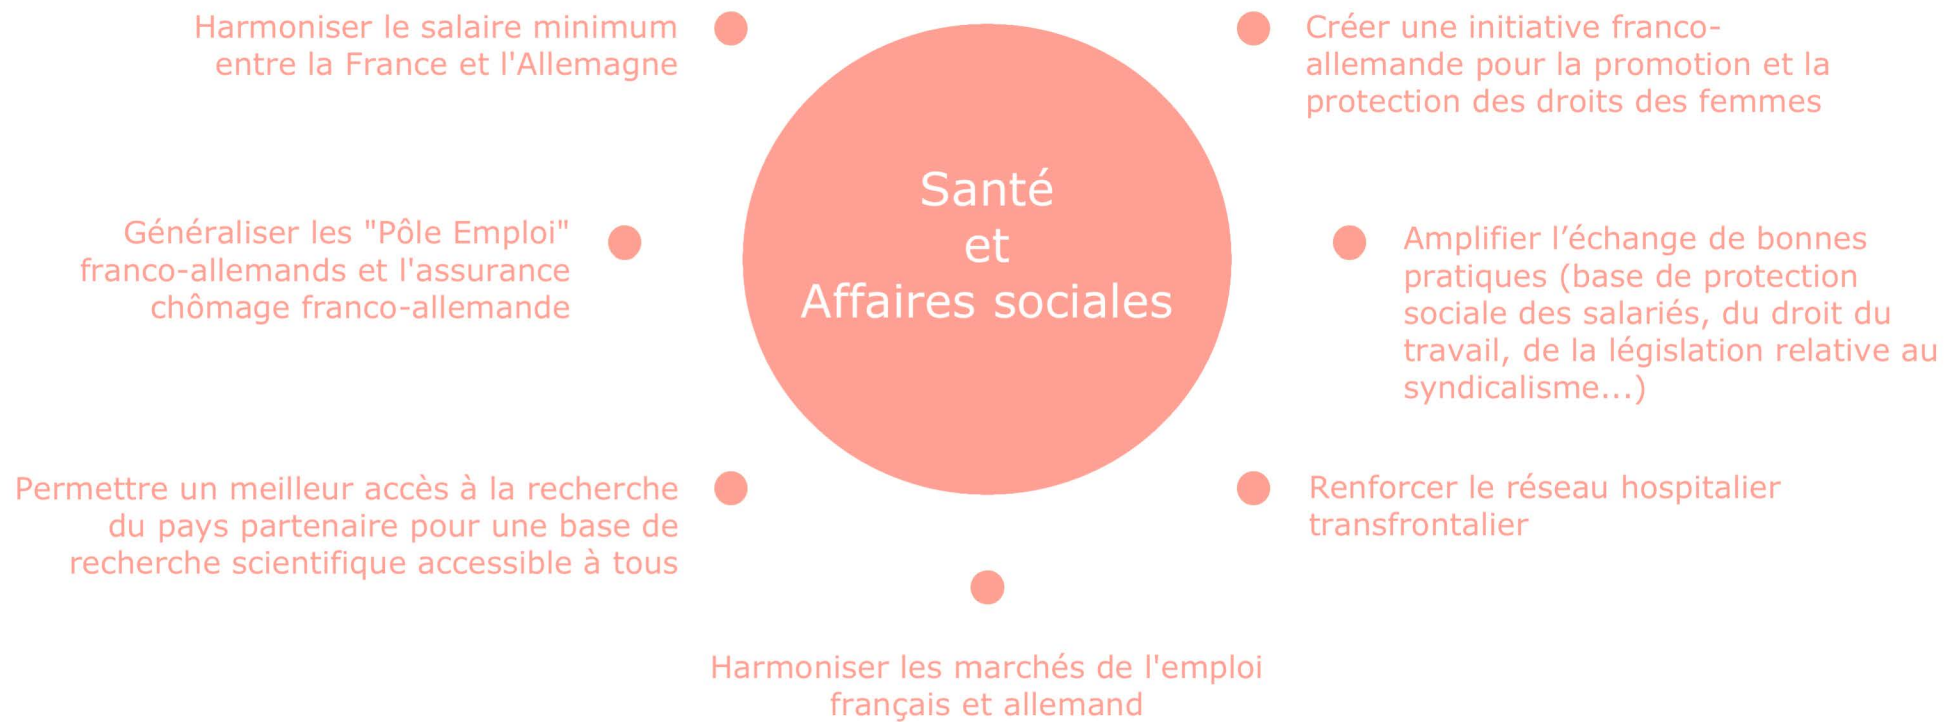 Harmoniser le salaire minimum
entre la France et l'Allemagne
Créer une initiative franco-
allemande pour la promotion et la
protection des droits des femmes
Santé
et
Affaires sociales
Généraliser les "Pôle Emploi"
franco-allemands et l'assurance
chômage franco-allemande
Amplifier l’échange de bonnes
pratiques (base de protection
sociale des salariés, du droit du
travail, de la législation relative au
syndicalisme...)
Permettre un meilleur accès à la recherche
du pays partenaire pour une base de
recherche scientifique accessible à tous
Renforcer le réseau hospitalier
transfrontalier
Harmoniser les marchés de l'emploi
français et allemand